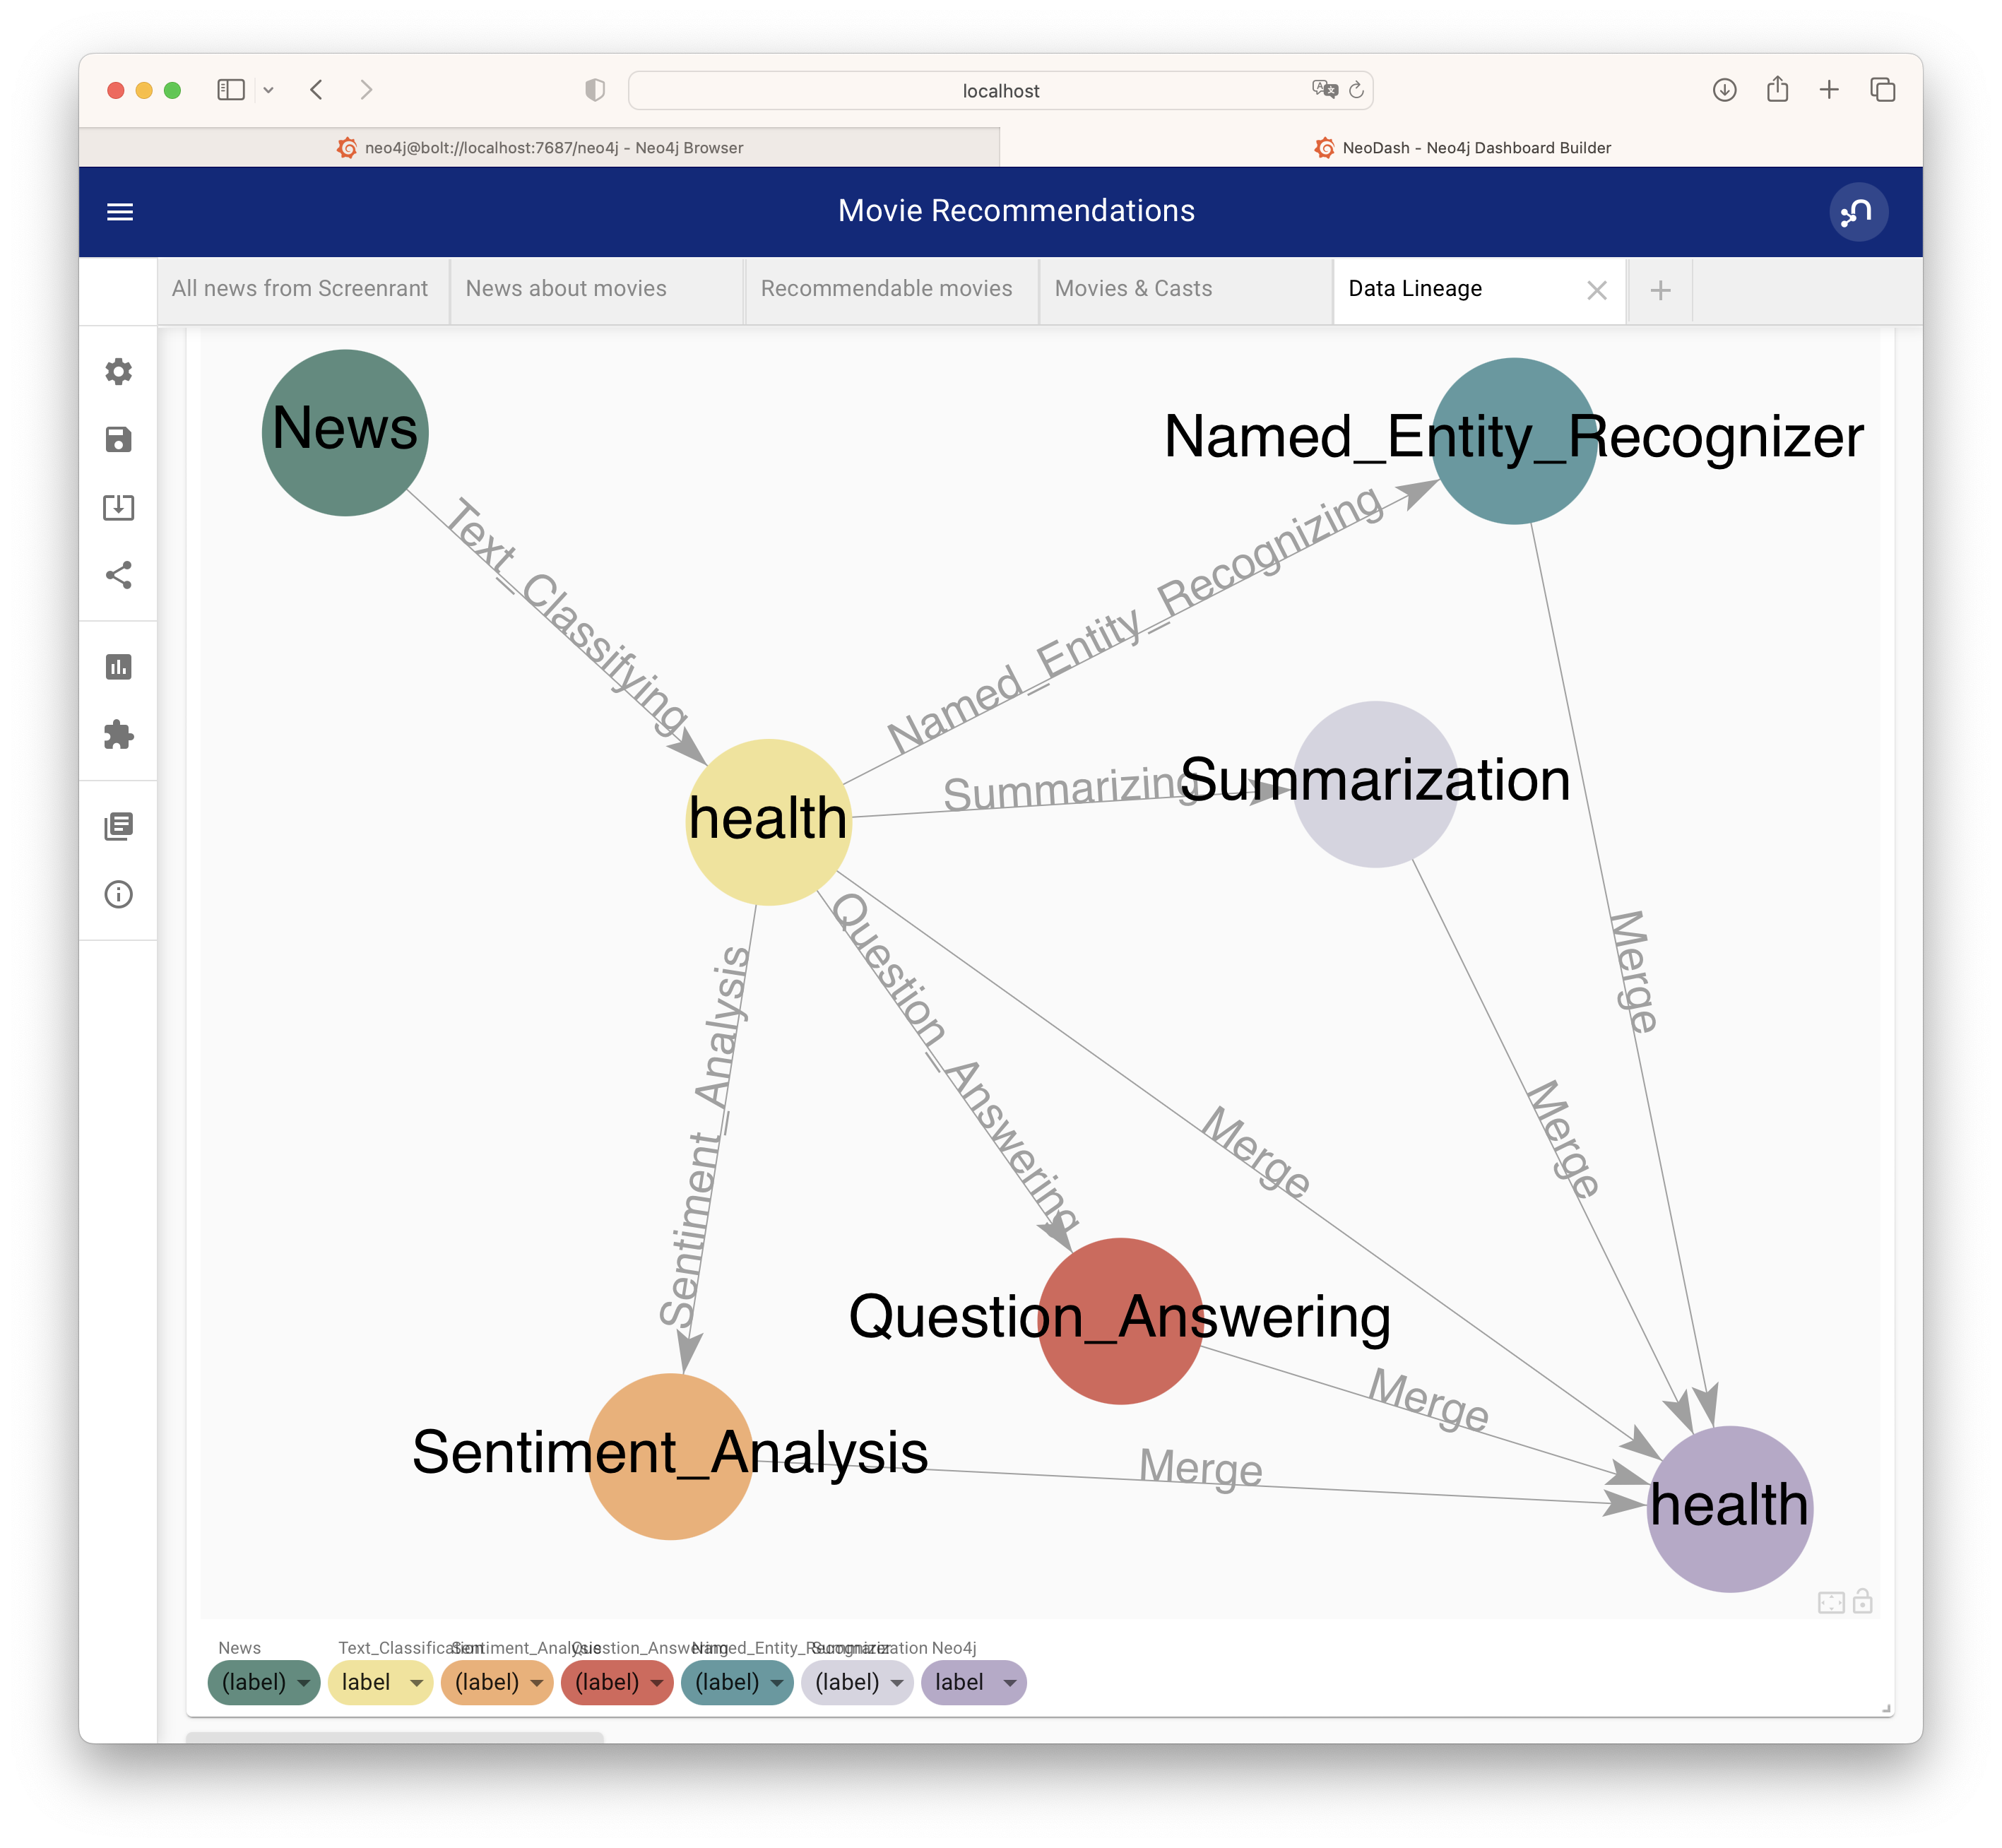 localhost
neo4j@bolt://localhost:7687/neo4j - Neo4j Browser
NeoDash - Neo4j Dashboard Builder
Movie Recommendations
All news from Screenrant
News about movies
Recommendable movies
Movies & Casts
Data Lineage
News
Named_Entity_Recognizer
Text_Classifying
Named_Entity_Recognizing
Summarizing
Summarization
health
Merge
Sentiment_Analysis
Question_Answering
Merge
Merge
Question_Answering
Merge
Sentiment_Analysis
Merge
health
News
Text_Classification
Sentiment_Analysis
Question_Answering
Named_Entity_Recognizer
Summarization
Neo4j
(label)
label
(label)
(label)
(label)
(label)
label